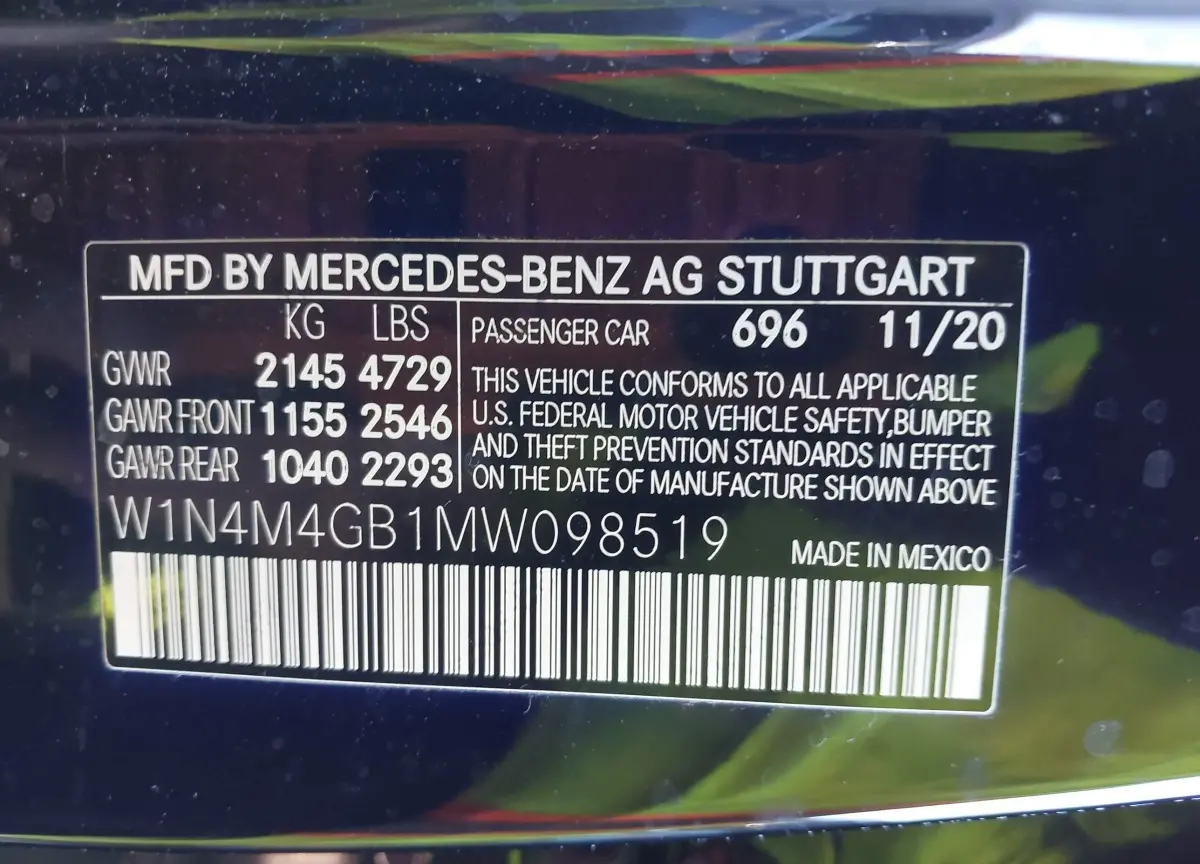 MFD BY MERCEDES-BENZ AG STUTTGART
KG LBS
GVWR 2145 4729
GAWR FRONT 1155 2546
GAWR REAR 1040 2293
PASSENGER CAR 696 11/20
THIS VEHICLE CONFORMS TO ALL APPLICABLE
U.S. FEDERAL MOTOR VEHICLE SAFETY,BUMPER
AND THEFT PREVENTION STANDARDS IN EFFECT
ON THE DATE OF MANUFACTURE SHOWN ABOVE
W1N4M4GB1MW098519
MADE IN MEXICO